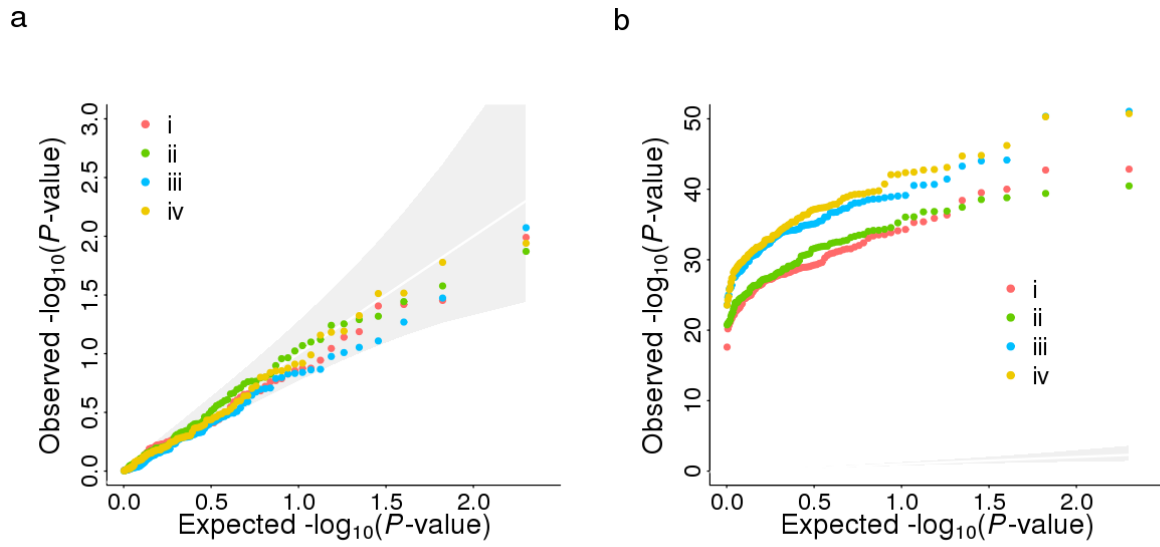 a
Observed -log10(P-value)
3.0
2.5
2.0
1.5
1.0
0.5
0.0
i
ii
iii
iv
0.0 0.5 1.0 1.5 2.0
Expected -log10(P-value)
b
Observed -log10(P-value)
50
40
30
20
10
0
i
ii
iii
iv
0.0 0.5 1.0 1.5 2.0
Expected -log10(P-value)